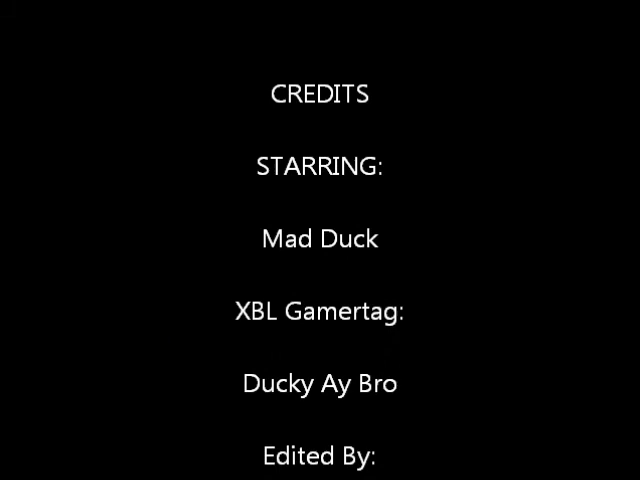 CREDITS
STARRING:
Mad Duck
XBL Gamertag:
Ducky Ay Bro
Edited By: